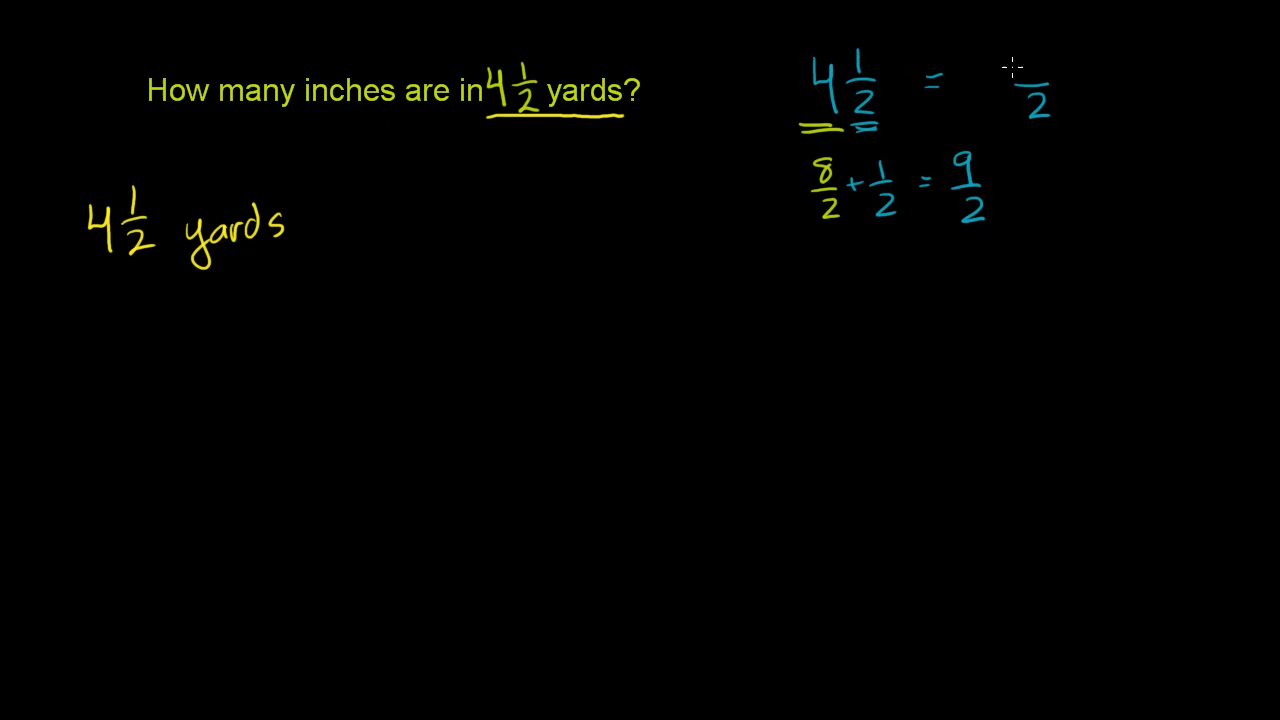 How many inches are in 4 1/2 yards?
4 1/2 = /2
8/2 + 1/2 = 9/2
4 1/2 yards